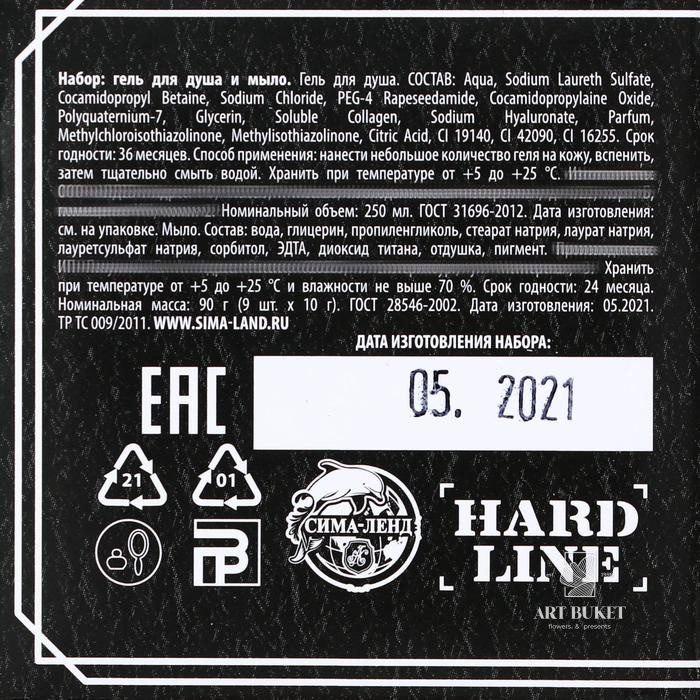 Набор: гель для душа и мыло. Гель для душа. СОСТАВ: Aqua, Sodium Laureth Sulfate,
Cocamidopropyl Betaine, Sodium Chloride, PEG-4 Rapeseedamide, Cocamidopropylaine Oxide,
Polyquaternium-7, Glycerin, Soluble Collagen, Sodium Hyaluronate, Parfum,
Methylchloroisothiazolinone, Methylisothiazolinone, Citric Acid, CI 19140, CI 42090, CI 16255. Срок
годности: 36 месяцев. Способ применения: нанести небольшое количество геля на кожу, вспенить,
затем тщательно смыть водой. Хранить при температуре от +5 до +25 °С.
Номинальный объем: 250 мл. ГОСТ 31696-2012. Дата изготовления:
см. на упаковке. Мыло. Состав: вода, глицерин, пропиленгликоль, стеарат натрия, лаурат натрия,
лауретсульфат натрия, сорбитол, ЭДТА, диоксид титана, отдушка, пигмент.
Хранить
при температуре от +5 до +25 °С и влажности не выше 70 %. Срок годности: 24 месяца.
Номинальная масса: 90 г (9 шт. х 10 г). ГОСТ 28546-2002. Дата изготовления: 05.2021.
ТР ТС 009/2011. WWW.SIMA-LAND.RU
ДАТА ИЗГОТОВЛЕНИЯ НАБОРА:
05. 2021
ЕАС
21
01
СИМА-ЛЕНД
HARD
LINE
ART BUKET
flowers & presents